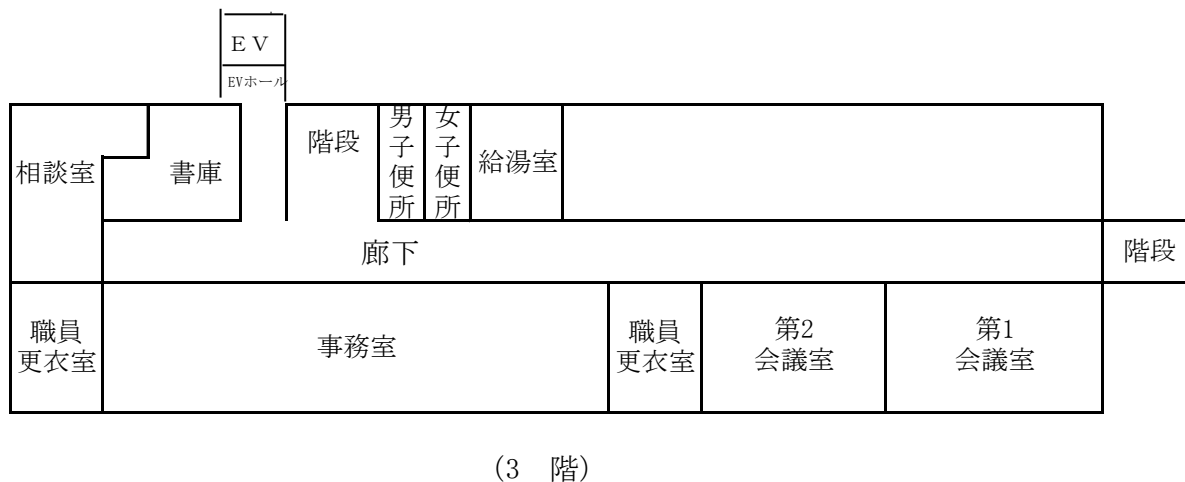 ＥＶ
EVホール
相談室
書庫
階段
男子便所
女子便所
給湯室
廊下
階段
職員
更衣室
事務室
職員
更衣室
第2
会議室
第1
会議室
（3　階）